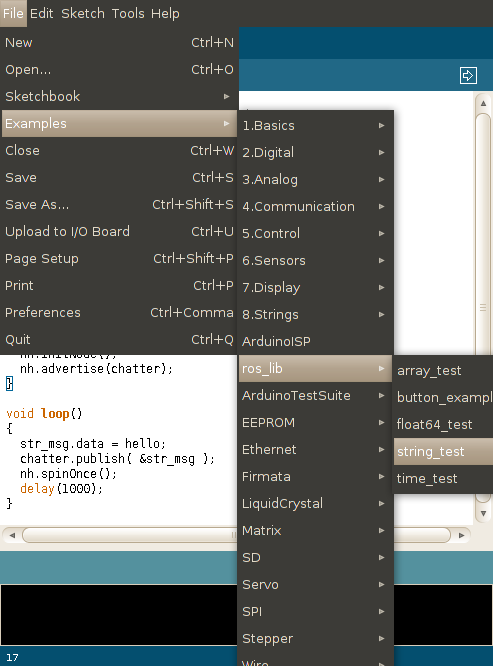 File Edit Sketch Tools Help
New Ctrl+N
Open... Ctrl+O
Sketchbook
Examples
Close Ctrl+W
Save Ctrl+S
Save As... Ctrl+Shift+S
Upload to I/O Board Ctrl+U
Page Setup Ctrl+Shift+P
Print Ctrl+P
Preferences Ctrl+Comma
Quit Ctrl+Q
1.Basics
2.Digital
3.Analog
4.Communication
5.Control
6.Sensors
7.Display
8.Strings
ArduinoISP
ros_lib
ArduinoTestSuite
EEPROM
Ethernet
Firmata
LiquidCrystal
Matrix
SD
Servo
SPI
Stepper
Wire
array_test
button_exampl
float64_test
string_test
time_test
nh.initNode();
nh.advertise(chatter);
}
void loop()
{
str_msg.data = hello;
chatter.publish( &str_msg );
nh.spinOnce();
delay(1000);
}
17